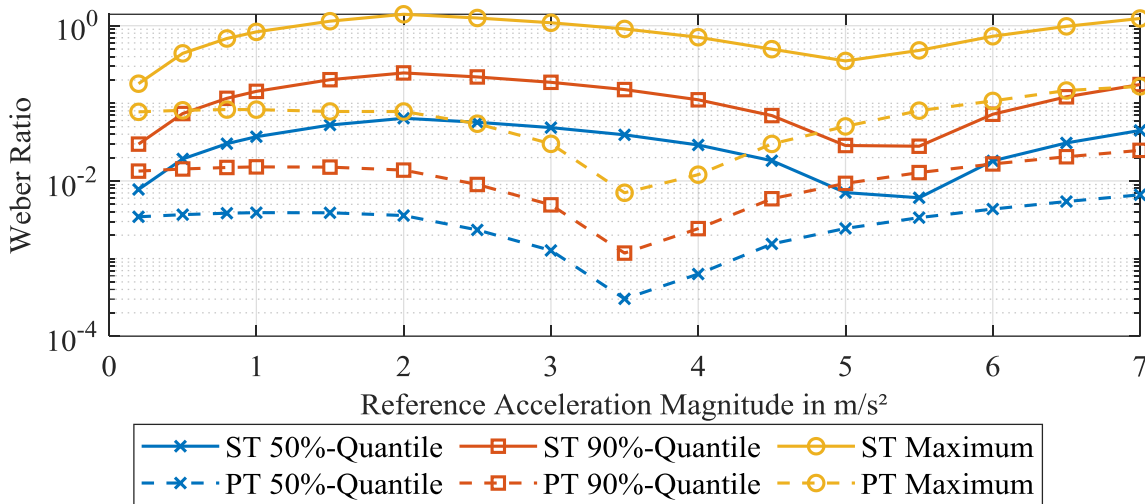 10^0
10^-2
10^-4
Weber Ratio
0 1 2 3 4 5 6 7
Reference Acceleration Magnitude in m/s²
ST 50%-Quantile ST 90%-Quantile ST Maximum
PT 50%-Quantile PT 90%-Quantile PT Maximum